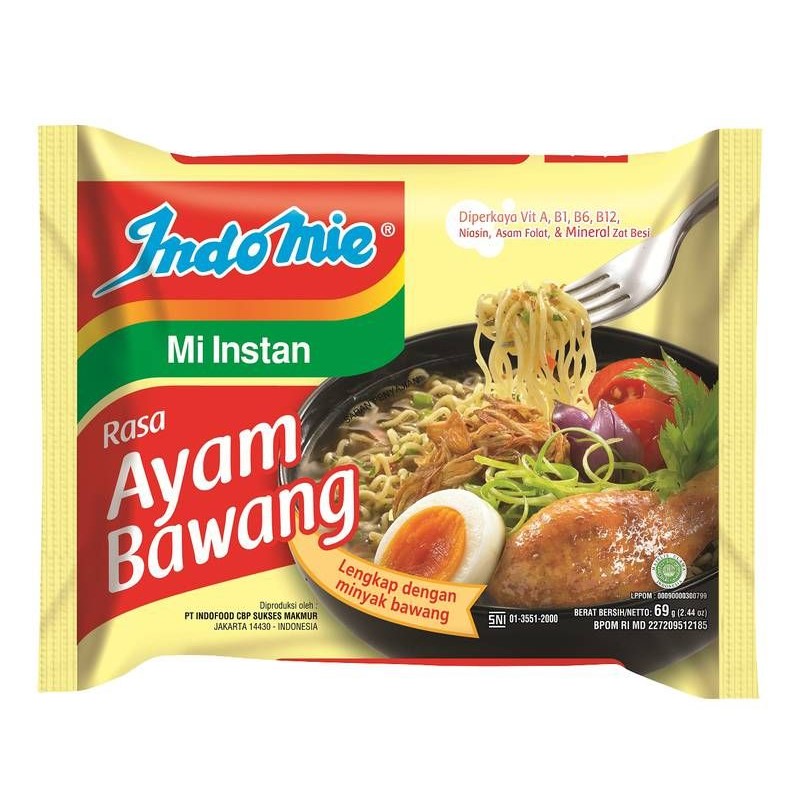 Indomie®
Mi Instan
Rasa
Ayam
Bawang
Diperkaya Vit A, B1, B6, B12,
Niasin, Asam Folat, & Mineral Zat Besi
SARAN PENYAJIAN
Lengkap dengan
minyak bawang
Diproduksi oleh :
PT INDOFOOD CBP SUKSES MAKMUR
JAKARTA 14430 - INDONESIA
SNI 01-3551-2000
LPPOM : 00090000300799
BERAT BERSIH/NETTO: 69 g (2.44 oz)
BPOM RI MD 227209512185